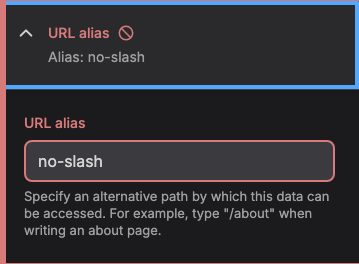 URL alias
Alias: no-slash
URL alias
no-slash
Specify an alternative path by which this data can
be accessed. For example, type "/about" when
writing an about page.